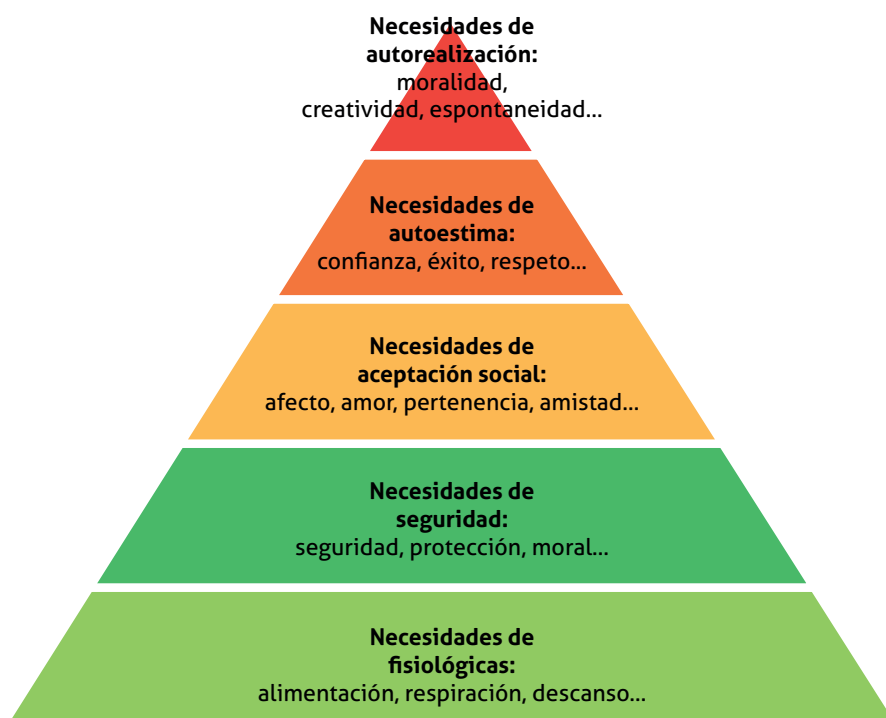 Necesidades de
autorealización:
moralidad,
creatividad, espontaneidad...
Necesidades de
autoestima:
confianza, éxito, respeto...
Necesidades de
aceptación social:
afecto, amor, pertenencia, amistad...
Necesidades de
seguridad:
seguridad, protección, moral...
Necesidades de
fisiológicas:
alimentación, respiración, descanso...